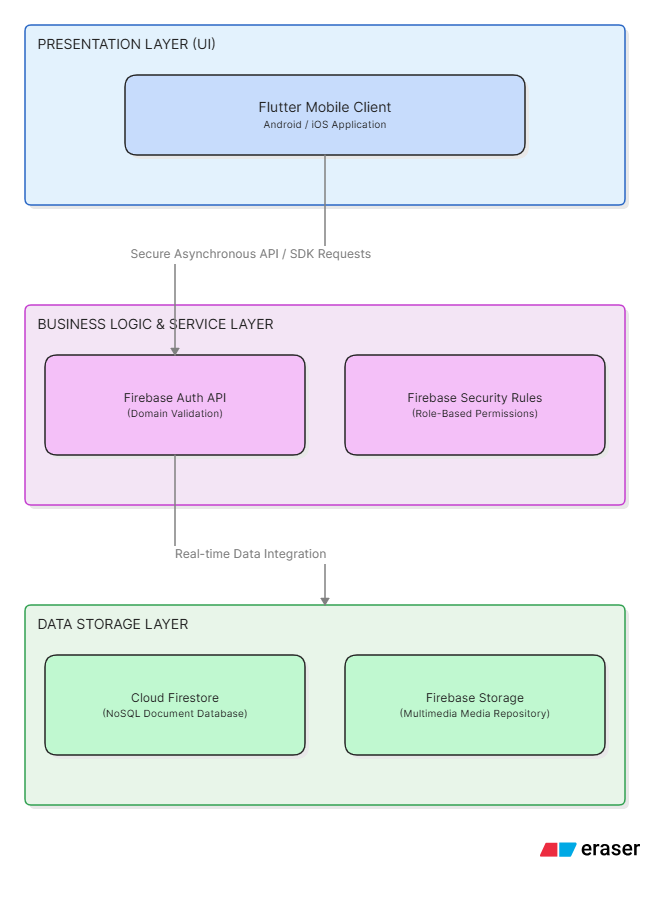 PRESENTATION LAYER (UI)
Flutter Mobile Client
Android / iOS Application
Secure Asynchronous API / SDK Requests
BUSINESS LOGIC & SERVICE LAYER
Firebase Auth API
(Domain Validation)
Firebase Security Rules
(Role-Based Permissions)
Real-time Data Integration
DATA STORAGE LAYER
Cloud Firestore
(NoSQL Document Database)
Firebase Storage
(Multimedia Media Repository)
eraser